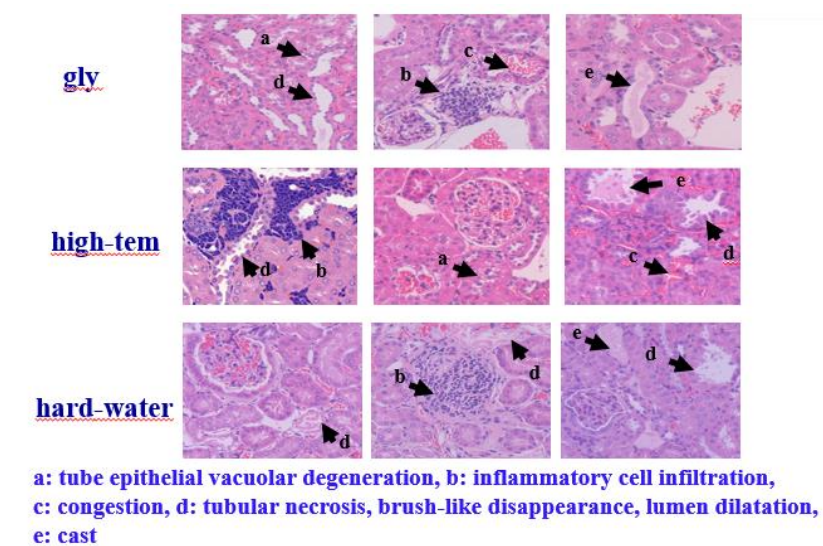 gly
a
d
b
c
e
high-tem
d
b
a
e
c
d
hard-water
d
b
d
e
d
a: tube epithelial vacuolar degeneration, b: inflammatory cell infiltration,
c: congestion, d: tubular necrosis, brush-like disappearance, lumen dilatation,
e: cast